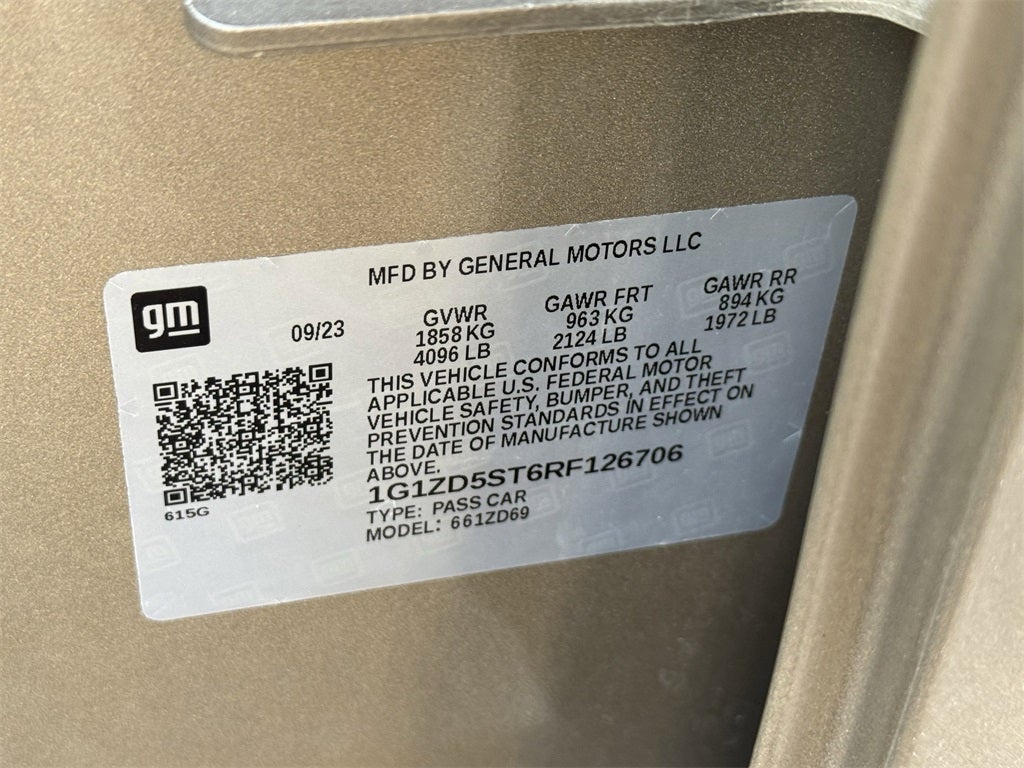 MFD BY GENERAL MOTORS LLC
gm
09/23
GVWR
1858 KG
4096 LB
GAWR FRT
963 KG
2124 LB
GAWR RR
894 KG
1972 LB
THIS VEHICLE CONFORMS TO ALL
APPLICABLE U.S. FEDERAL MOTOR
VEHICLE SAFETY, BUMPER, AND THEFT
PREVENTION STANDARDS IN EFFECT ON
THE DATE OF MANUFACTURE SHOWN
ABOVE.
1G1ZD5ST6RF126706
TYPE: PASS CAR
MODEL: 661ZD69
615G